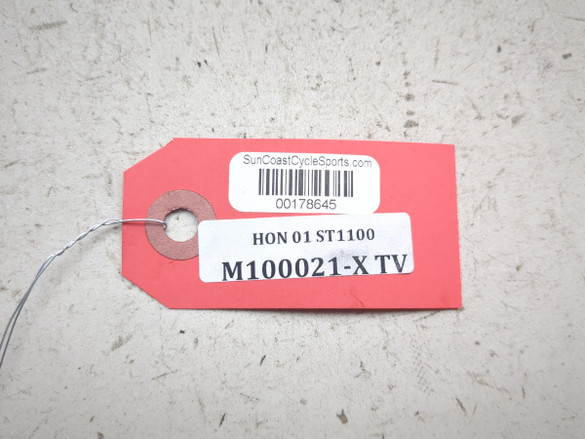 SunCoastCycleSports.com
00178645
HON 01 ST1100
M100021-X TV